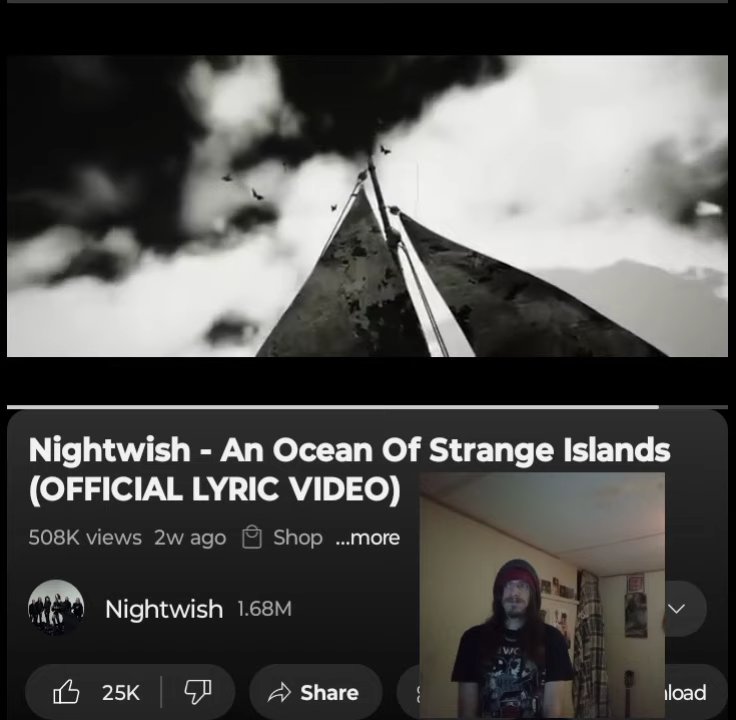 Nightwish - An Ocean Of Strange Islands
(OFFICIAL LYRIC VIDEO)
508K views 2w ago Shop ...more
Nightwish 1.68M
25K Share nload